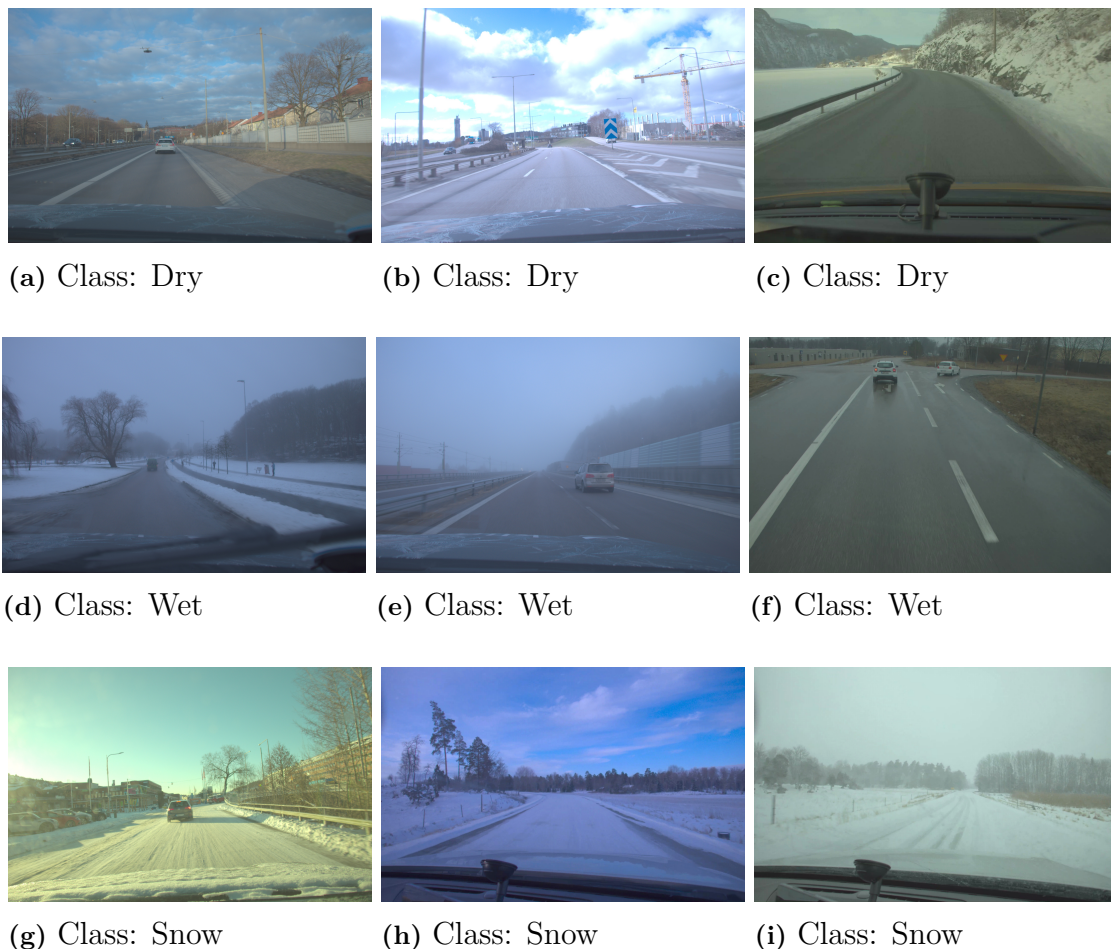 (a) Class: Dry
(b) Class: Dry
(c) Class: Dry
(d) Class: Wet
(e) Class: Wet
(f) Class: Wet
(g) Class: Snow
(h) Class: Snow
(i) Class: Snow